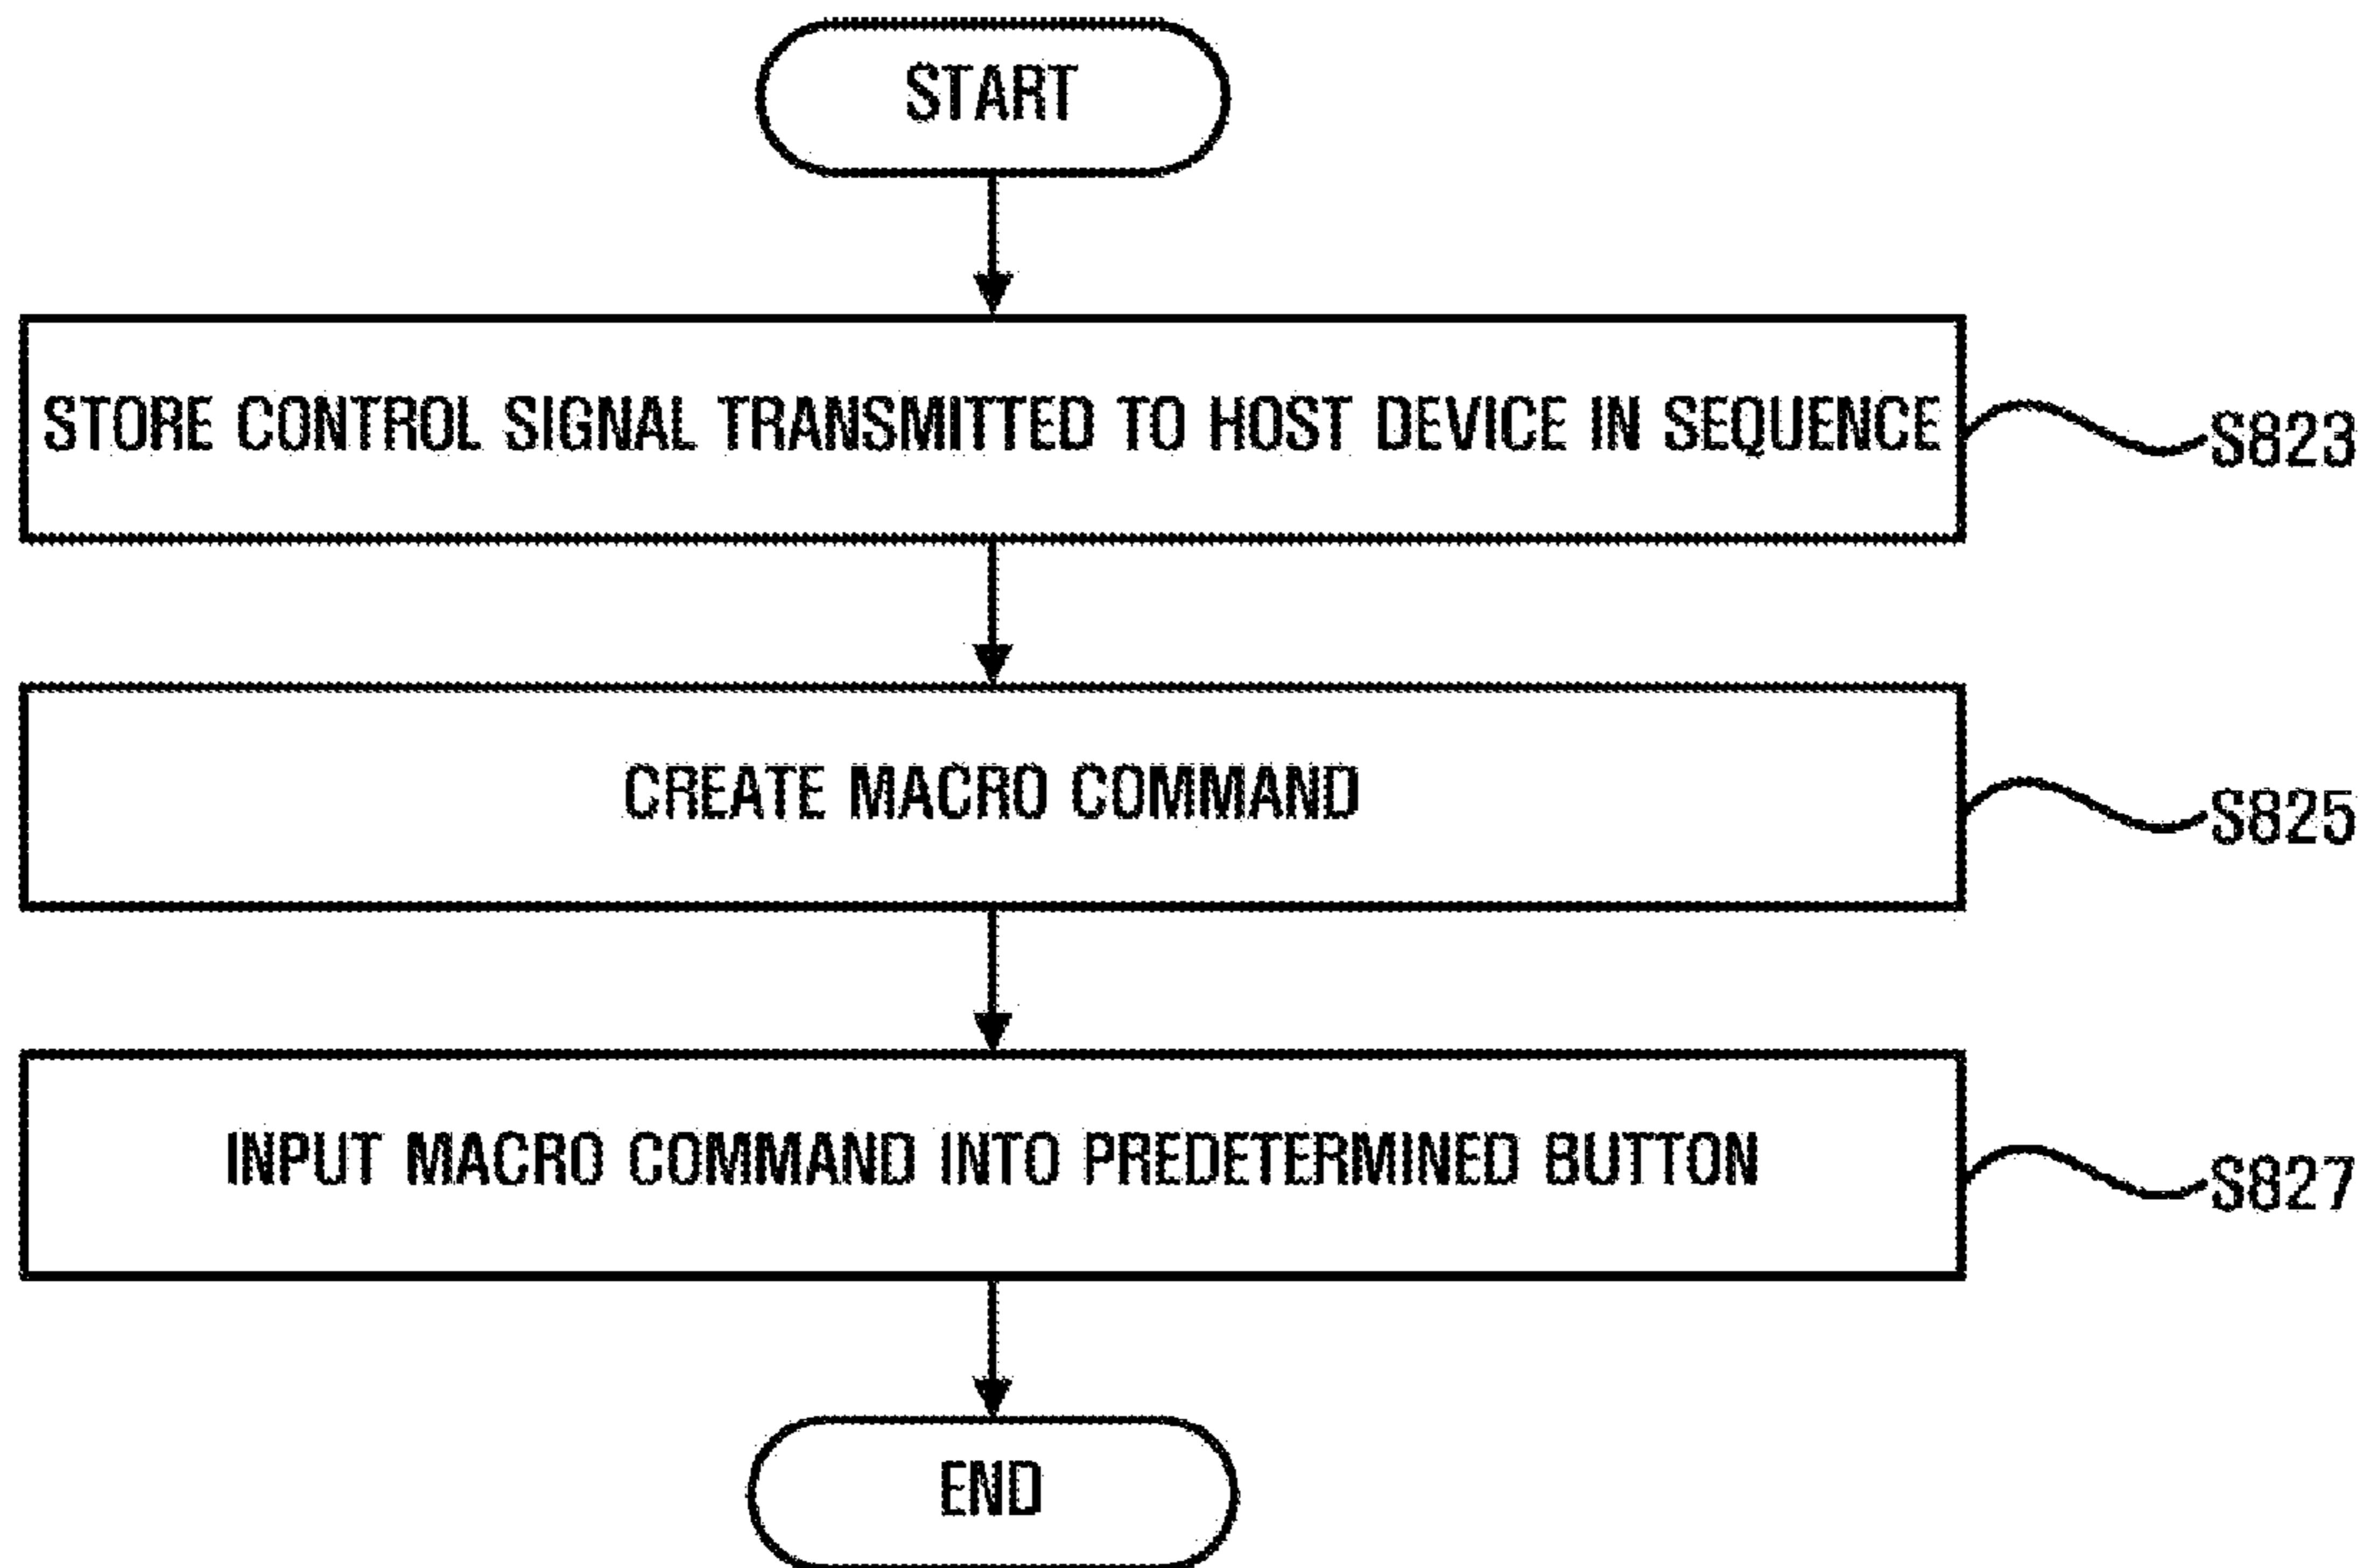 START
STORE CONTROL SIGNAL TRANSMITTED TO HOST DEVICE IN SEQUENCE
S823
CREATE MACRO COMMAND
S825
INPUT MACRO COMMAND INTO PREDETERMINED BUTTON
S827
END